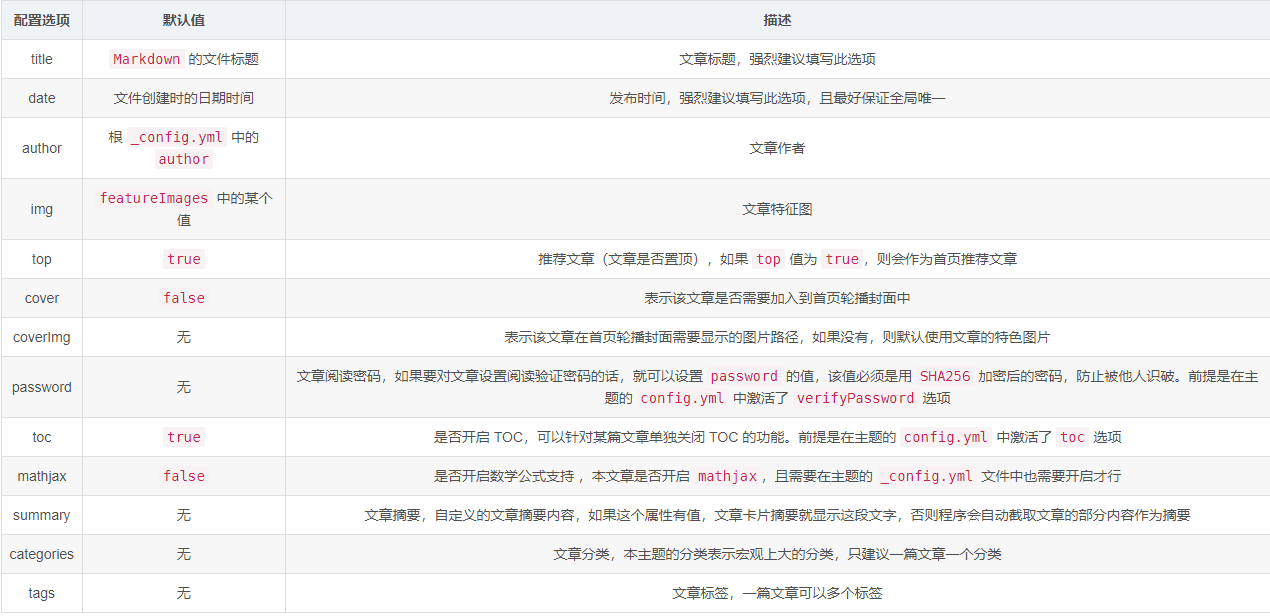 配置选项 默认值 描述
title Markdown 的文件标题 文章标题，强烈建议填写此选项
date 文件创建时的日期时间 发布时间，强烈建议填写此选项，且最好保证全局唯一
author 根 _config.yml 中的 author 文章作者
img featureImages 中的某个值 文章特征图
top true 推荐文章（文章是否置顶），如果 top 值为 true，则会作为首页推荐文章
cover false 表示该文章是否需要加入到首页轮播封面中
coverImg 无 表示该文章在首页轮播封面需要显示的图片路径，如果没有，则默认使用文章的特色图片
password 无 文章阅读密码，如果要对文章设置阅读验证密码的话，就可以设置 password 的值，该值必须是用 SHA256 加密后的密码，防止被他人识破。前提是在主题的 config.yml 中激活了 verifyPassword 选项
toc true 是否开启 TOC，可以针对某篇文章单独关闭 TOC 的功能。前提是在主题的 config.yml 中激活了 toc 选项
mathjax false 是否开启数学公式支持 ，本文章是否开启 mathjax，且需要在主题的 _config.yml 文件中也需要开启才行
summary 无 文章摘要，自定义的文章摘要内容，如果这个属性有值，文章卡片摘要就显示这段文字，否则程序会自动截取文章的部分内容作为摘要
categories 无 文章分类，本主题的分类表示宏观上大的分类，只建议一篇文章一个分类
tags 无 文章标签，一篇文章可以多个标签